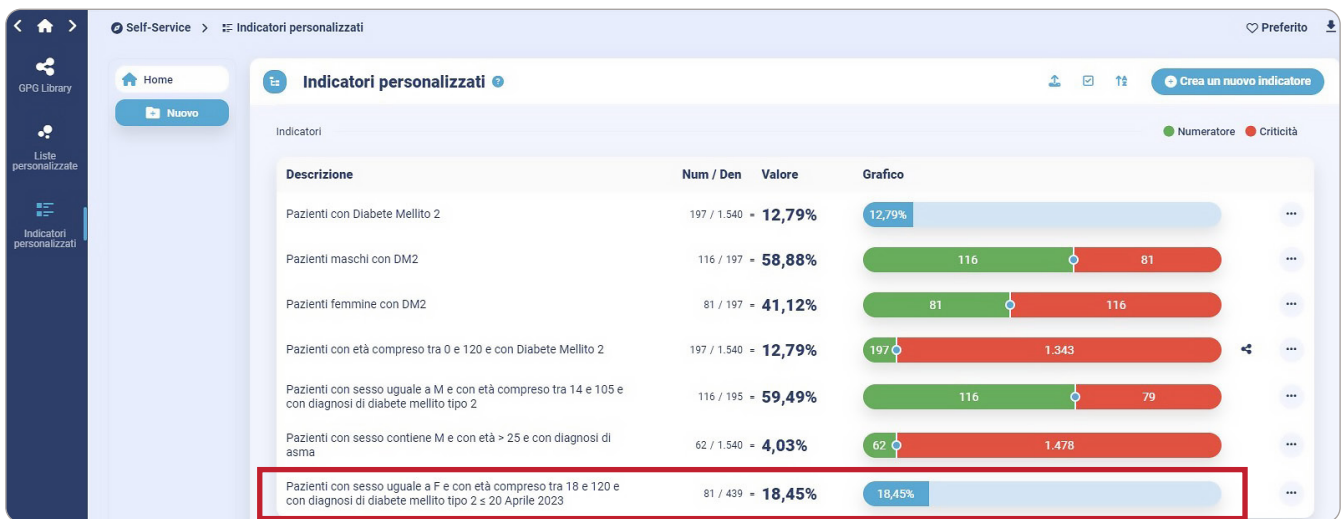 Self-Service > Indicatori personalizzati
Preferito
GPG Library
Liste
personalizzate
Indicatori
personalizzati
Home
Nuovo
Indicatori personalizzati ?
Crea un nuovo indicatore
Indicatori
Numeratore Criticità
Descrizione Num / Den Valore Grafico
Pazienti con Diabete Mellito 2 197 / 1.540 = 12,79% 12,79%
Pazienti maschi con DM2 116 / 197 = 58,88% 116 81
Pazienti femmine con DM2 81 / 197 = 41,12% 81 116
Pazienti con età compreso tra 0 e 120 e con Diabete Mellito 2 197 / 1.540 = 12,79% 197 1.343
Pazienti con sesso uguale a M e con età compreso tra 14 e 105 e
con diagnosi di diabete mellito tipo 2 116 / 195 = 59,49% 116 79
Pazienti con sesso contiene M e con età > 25 e con diagnosi di
asma 62 / 1.540 = 4,03% 62 1.478
Pazienti con sesso uguale a F e con età compreso tra 18 e 120 e
con diagnosi di diabete mellito tipo 2 ≤ 20 Aprile 2023 81 / 439 = 18,45% 18,45%